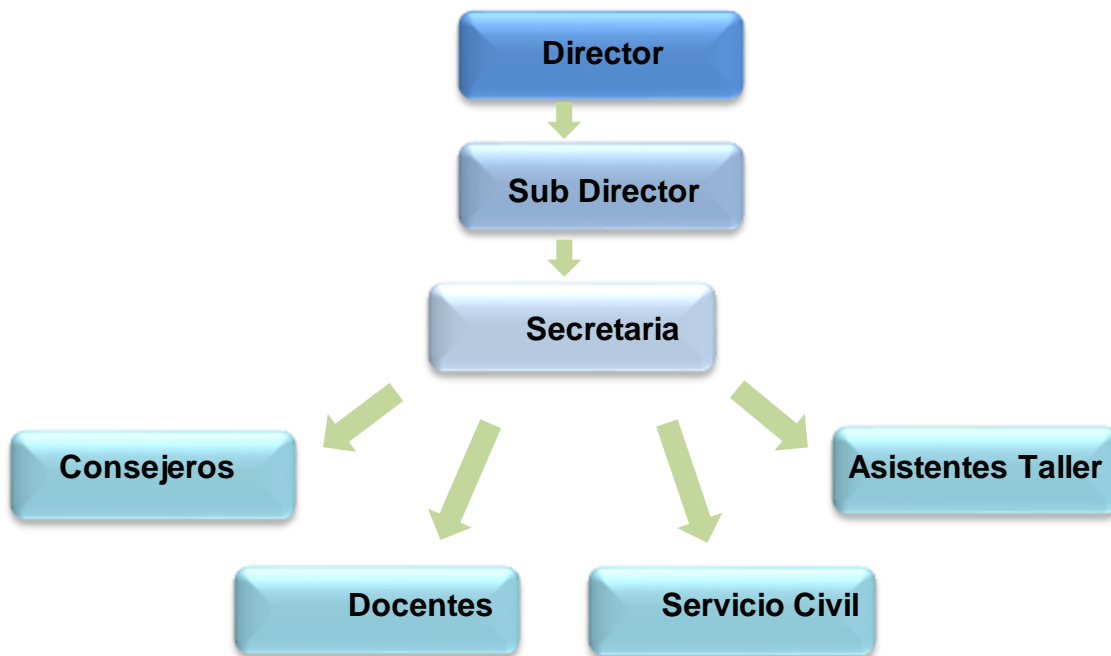 Director
Sub Director
Secretaria
Consejeros
Asistentes Taller
Docentes
Servicio Civil